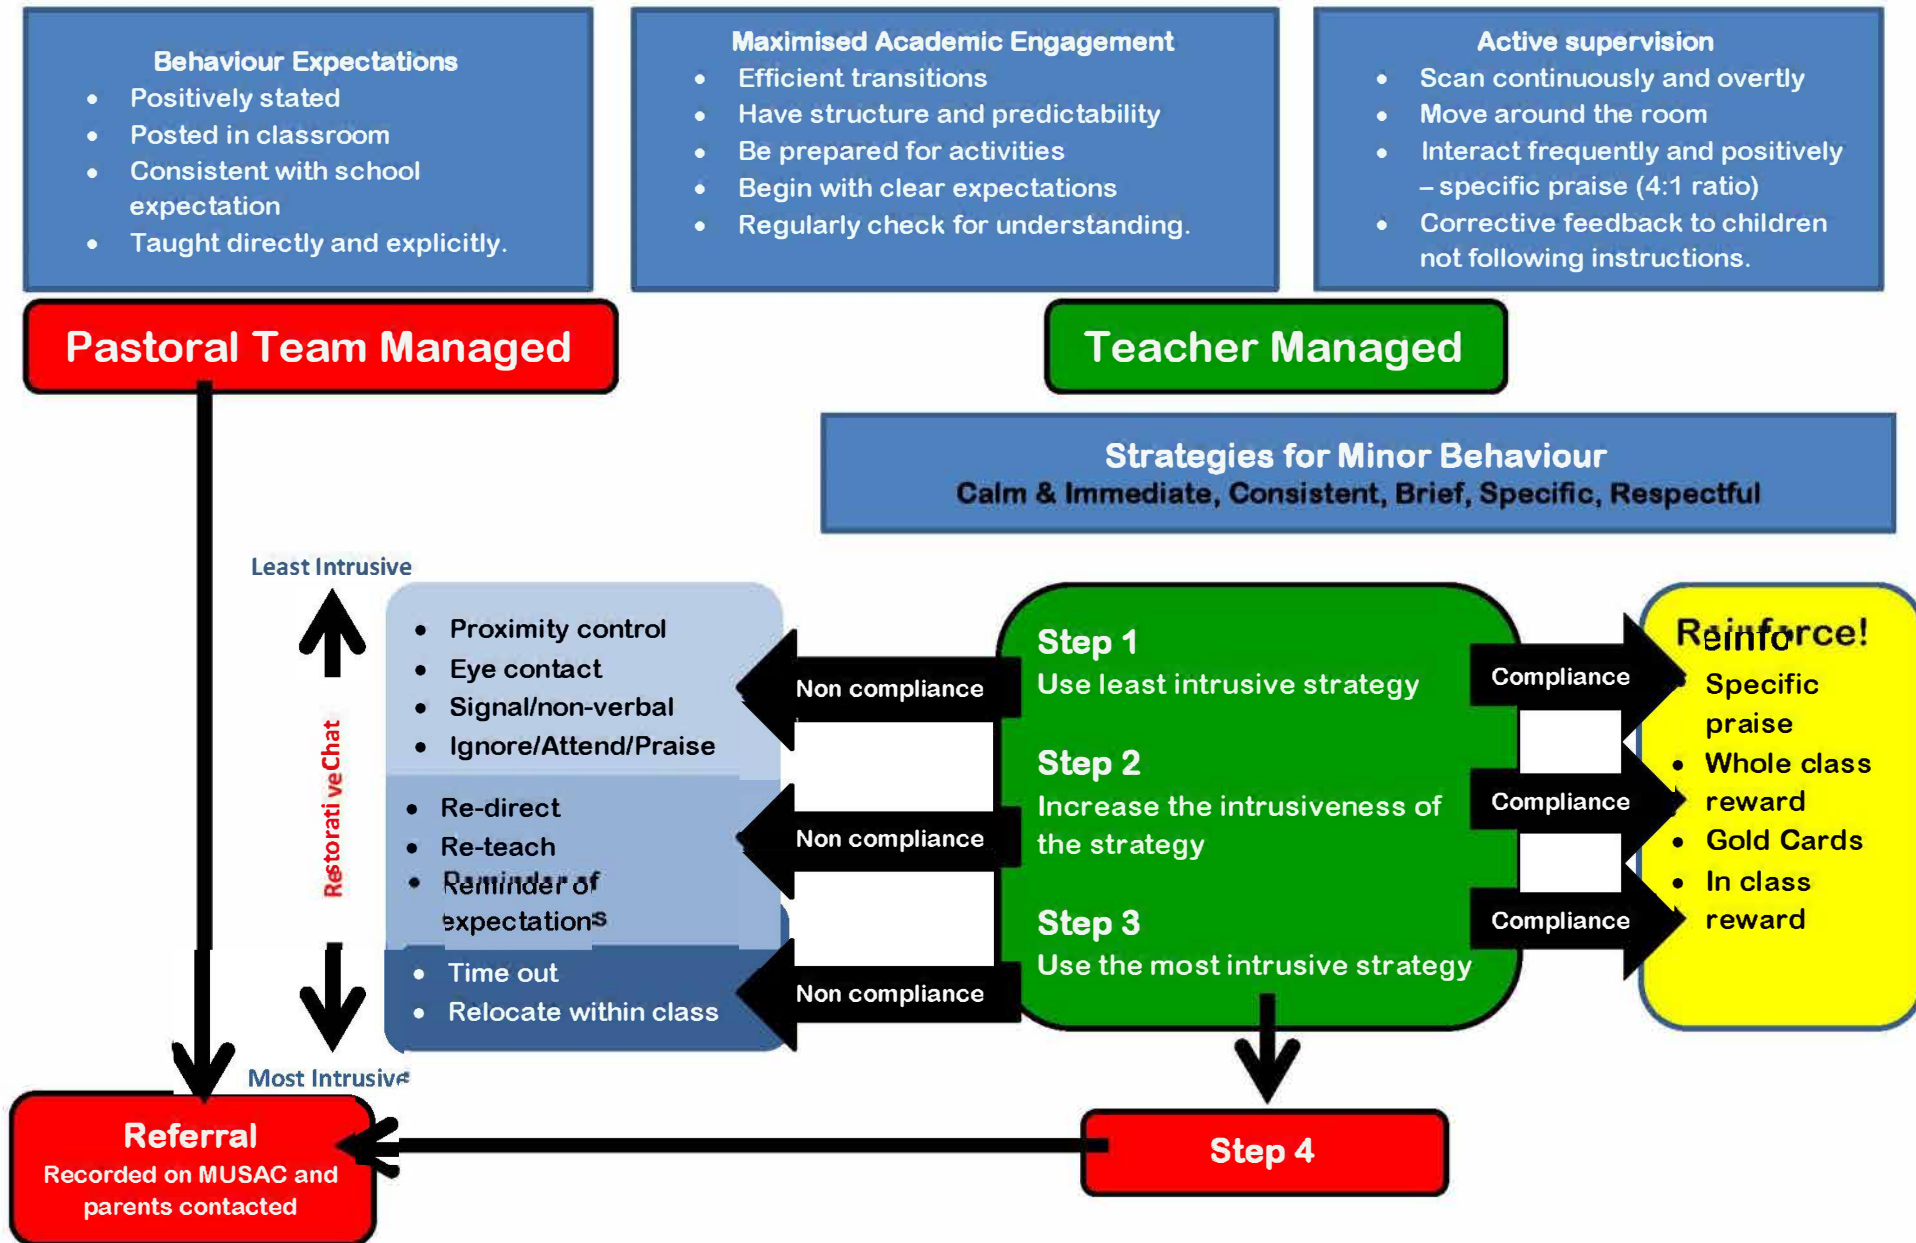 Behaviour Expectations
• Positively stated
• Posted in classroom
• Consistent with school
expectation
• Taught directly and explicitly.
Maximised Academic Engagement
• Efficient transitions
• Have structure and predictability
• Be prepared for activities
• Begin with clear expectations
• Regularly check for understanding.
Active supervision
• Scan continuously and overtly
• Move around the room
• Interact frequently and positively
– specific praise (4:1 ratio)
• Corrective feedback to children
not following instructions.
Pastoral Team Managed
Teacher Managed
Strategies for Minor Behaviour
Calm & Immediate, Consistent, Brief, Specific, Respectful
Least Intrusive
Restorative Chat
Most Intrusive
• Proximity control
• Eye contact
• Signal/non-verbal
• Ignore/Attend/Praise
• Re-direct
• Re-teach
• Reminder of
expectations
• Time out
• Relocate within class
Non compliance
Non compliance
Non compliance
Step 1
Use least intrusive strategy
Step 2
Increase the intrusiveness of
the strategy
Step 3
Use the most intrusive strategy
Compliance
Compliance
Compliance
Reinforce!
• Specific
praise
• Whole class
reward
• Gold Cards
• In class
reward
Referral
Recorded on MUSAC and
parents contacted
Step 4